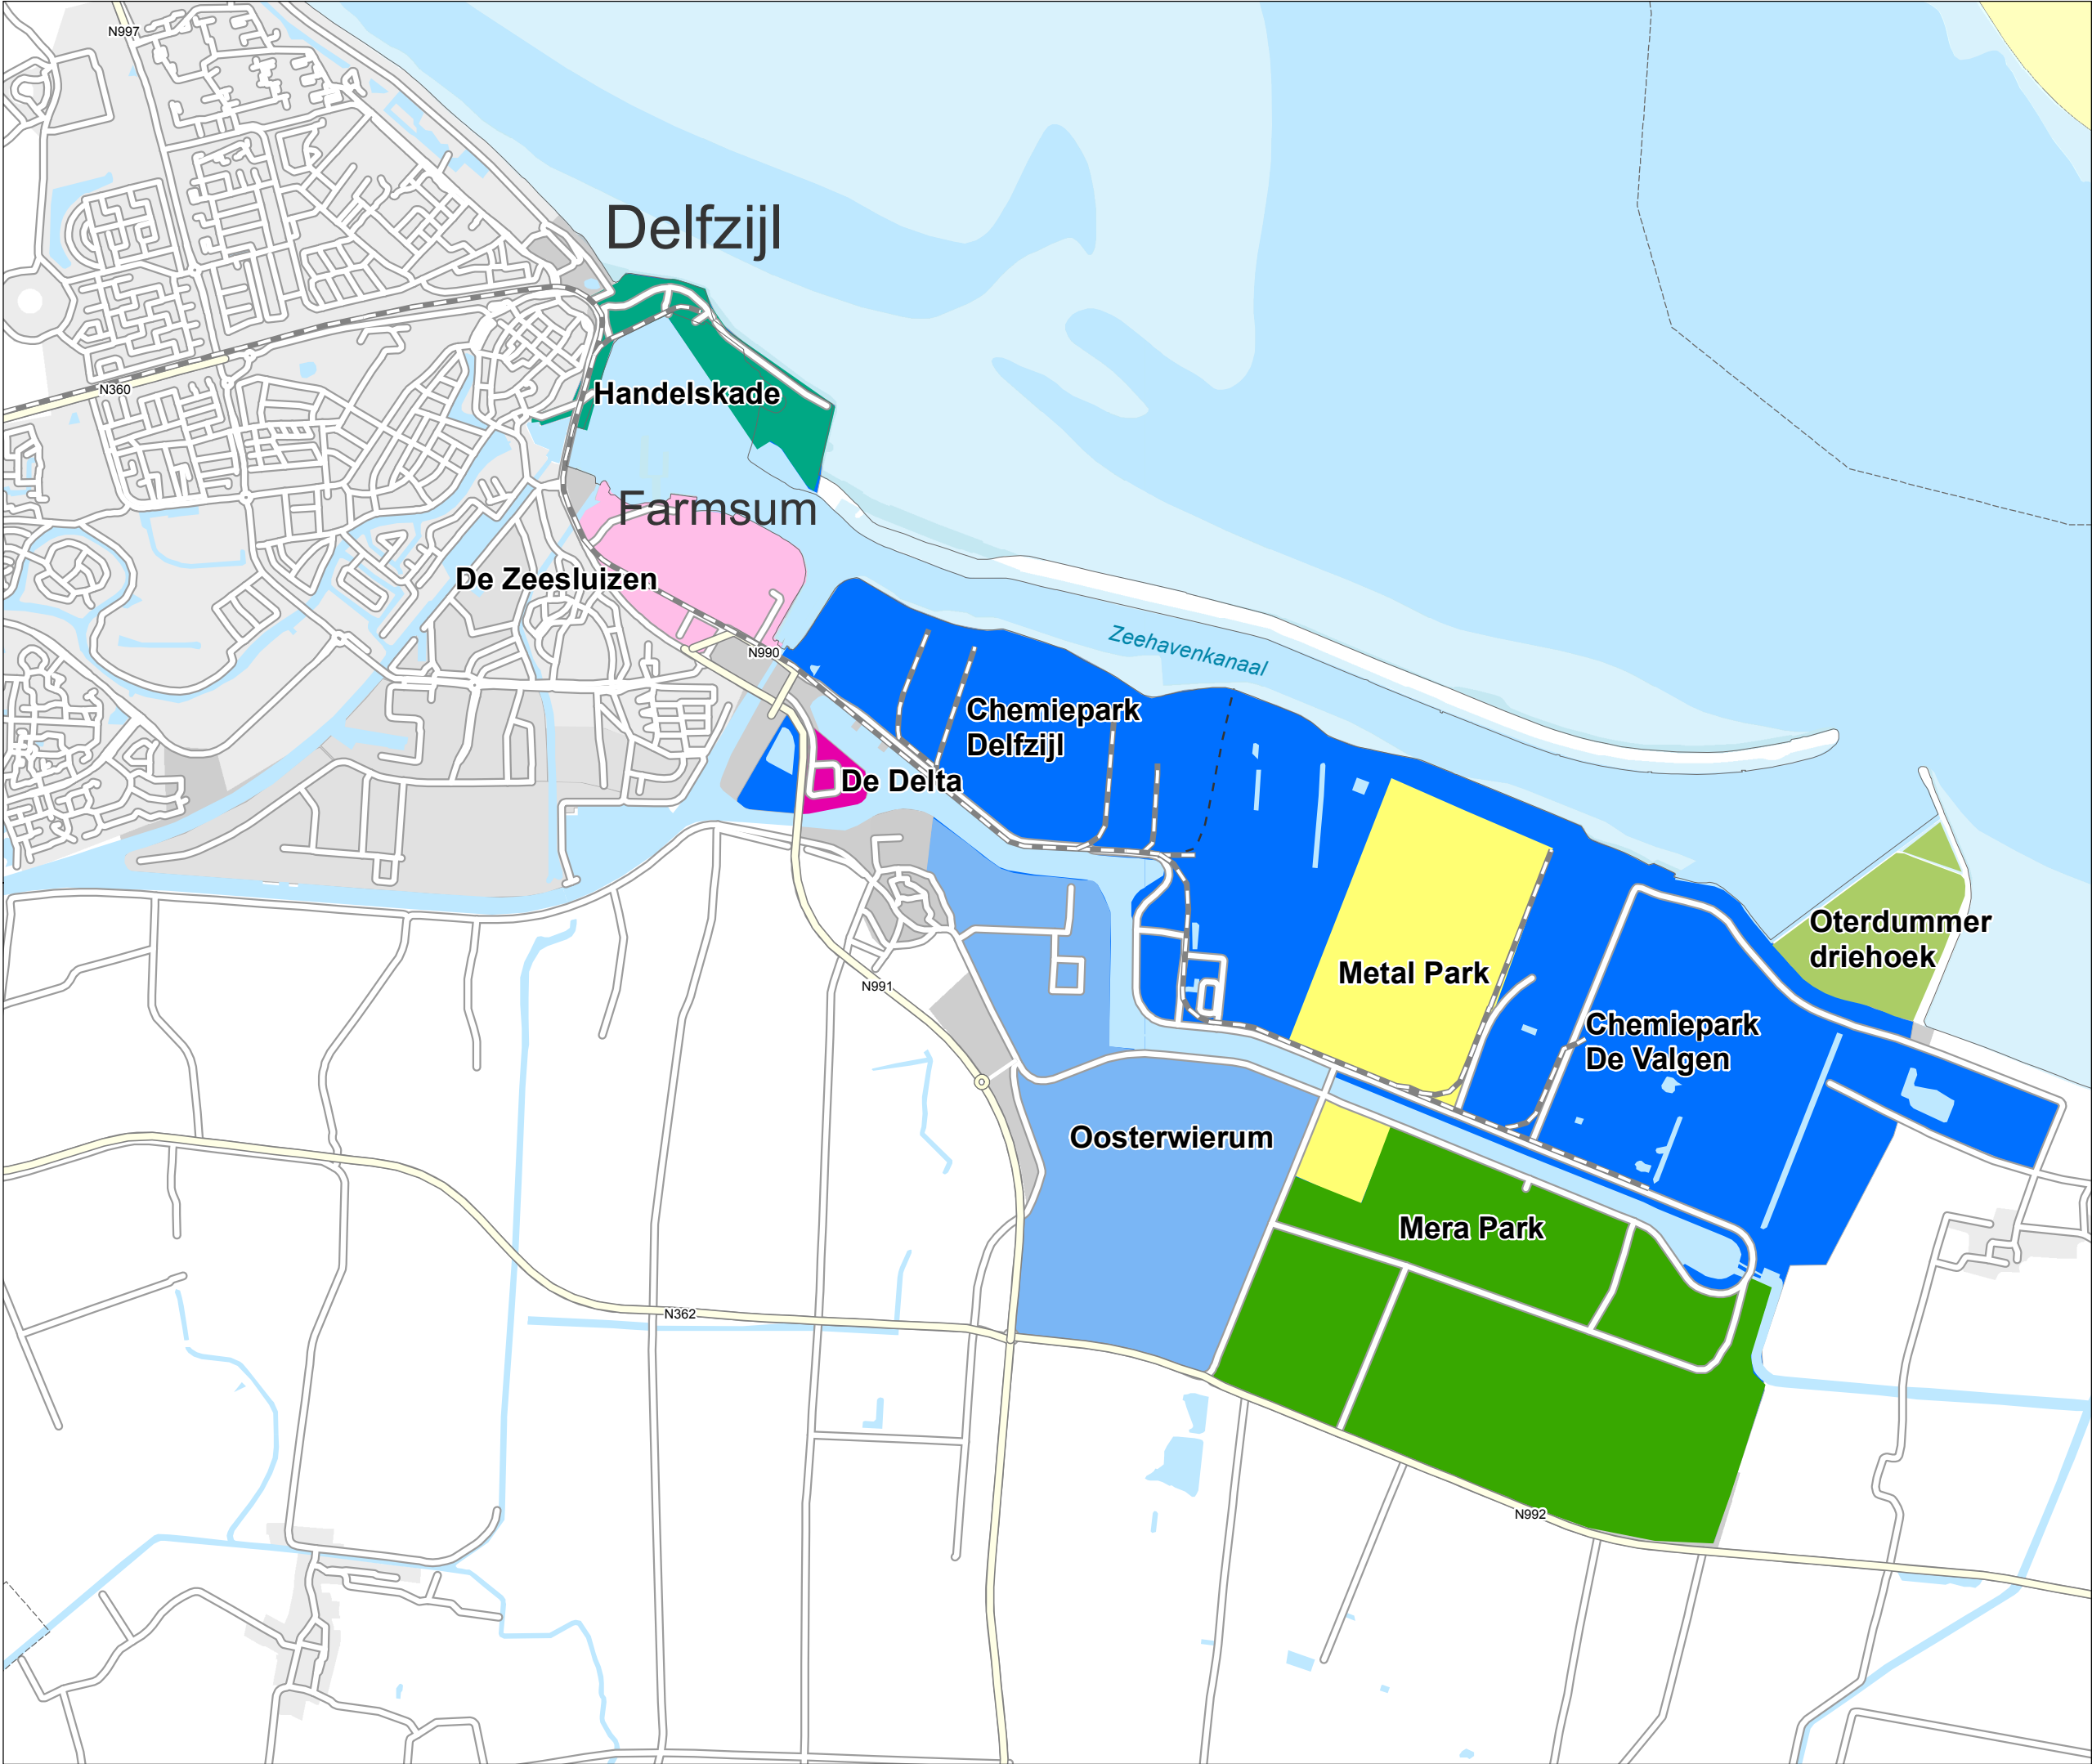 N997
Delfzijl
N360
Handelskade
Farmsum
De Zeesluizen
N990
Zeehavenkanaal
Chemiepark
Delfzijl
De Delta
Oterdummer
driehoek
Metal Park
N991
Chemiepark
De Valgen
Oosterwierum
Mera Park
N362
N992